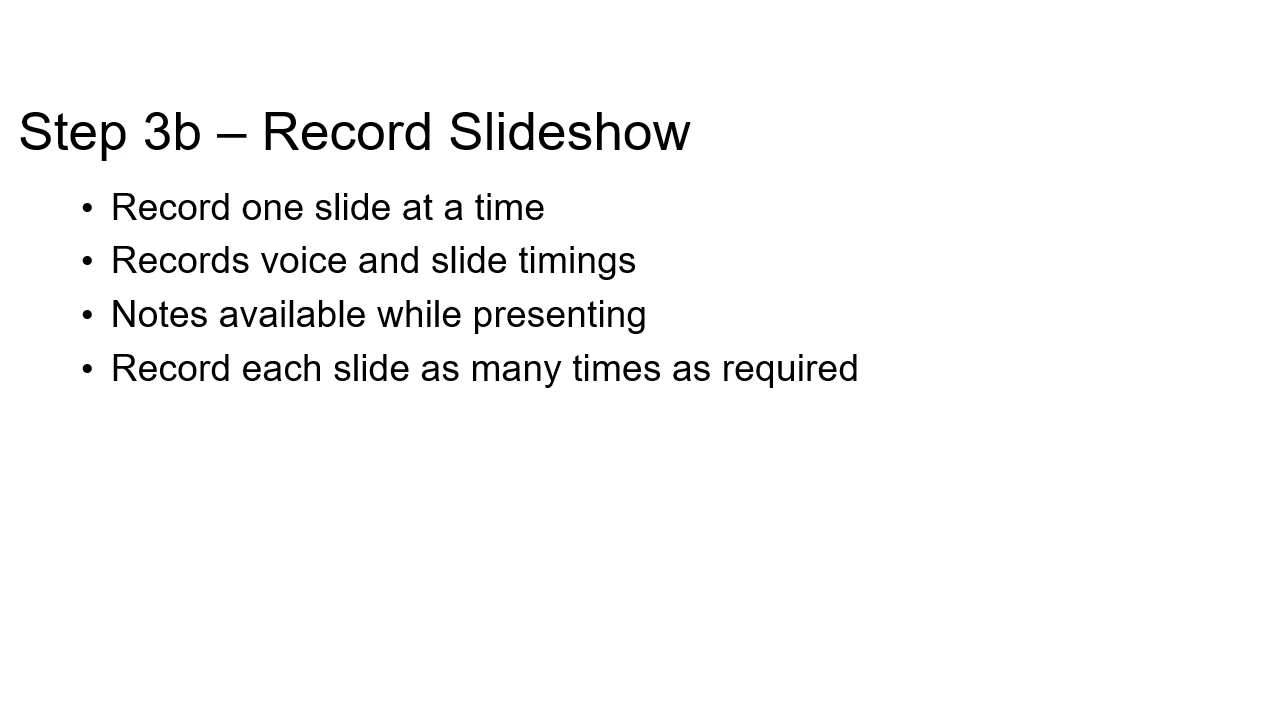 Step 3b – Record Slideshow
• Record one slide at a time
• Records voice and slide timings
• Notes available while presenting
• Record each slide as many times as required